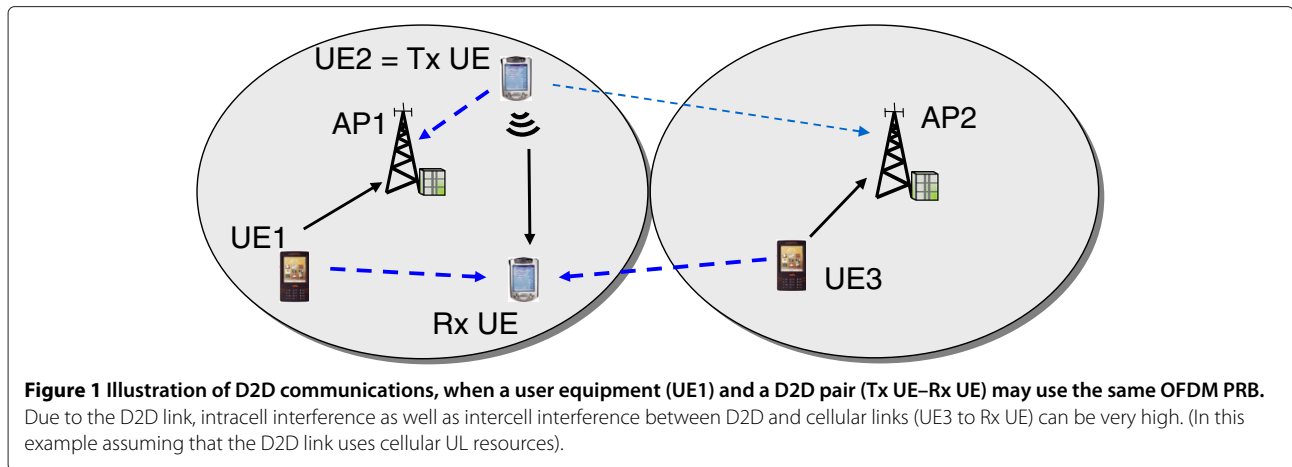 UE2 = Tx UE
AP1
AP2
UE1
UE3
Rx UE
Figure 1 Illustration of D2D communications, when a user equipment (UE1) and a D2D pair (Tx UE–Rx UE) may use the same OFDM PRB.
Due to the D2D link, intracell interference as well as intercell interference between D2D and cellular links (UE3 to Rx UE) can be very high. (In this
example assuming that the D2D link uses cellular UL resources).